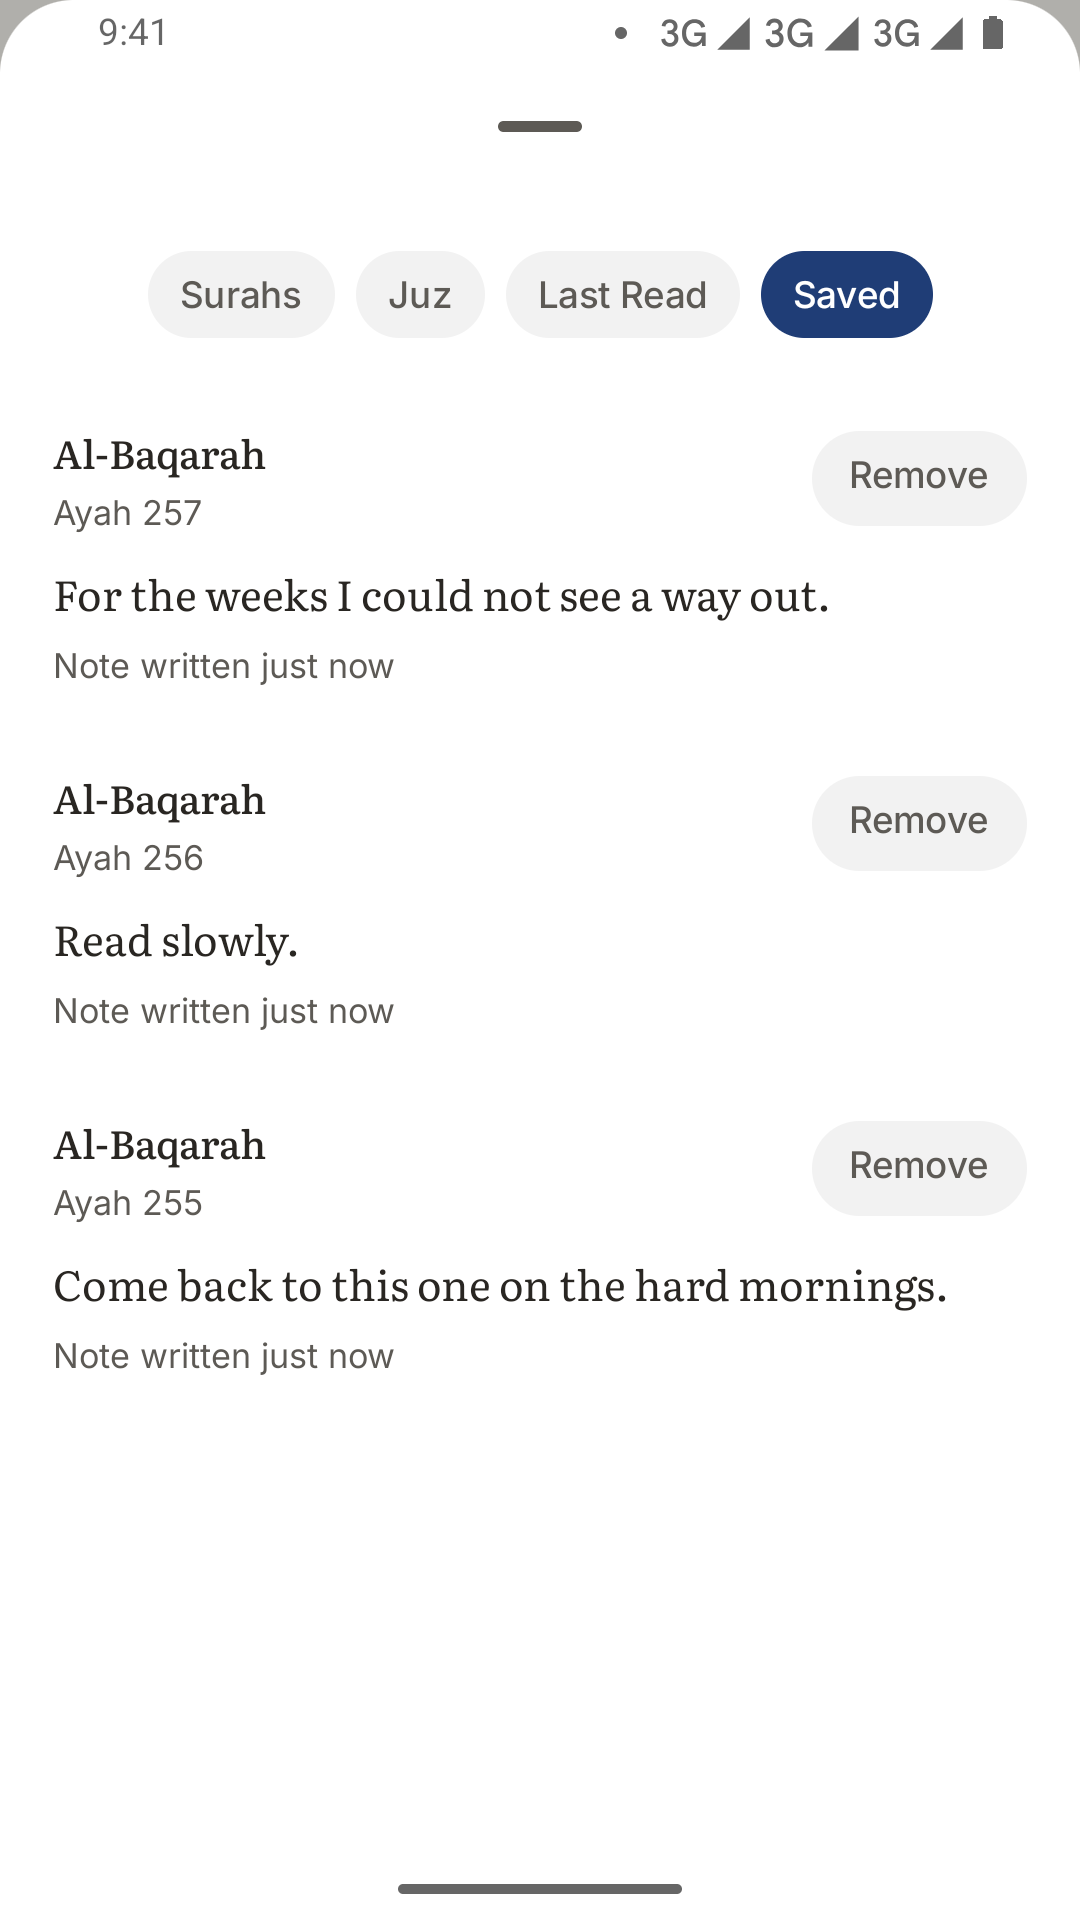 9:41 • 3G 3G 3G
Surahs Juz Last Read Saved
Al-Baqarah Remove
Ayah 257
For the weeks I could not see a way out.
Note written just now
Al-Baqarah Remove
Ayah 256
Read slowly.
Note written just now
Al-Baqarah Remove
Ayah 255
Come back to this one on the hard mornings.
Note written just now